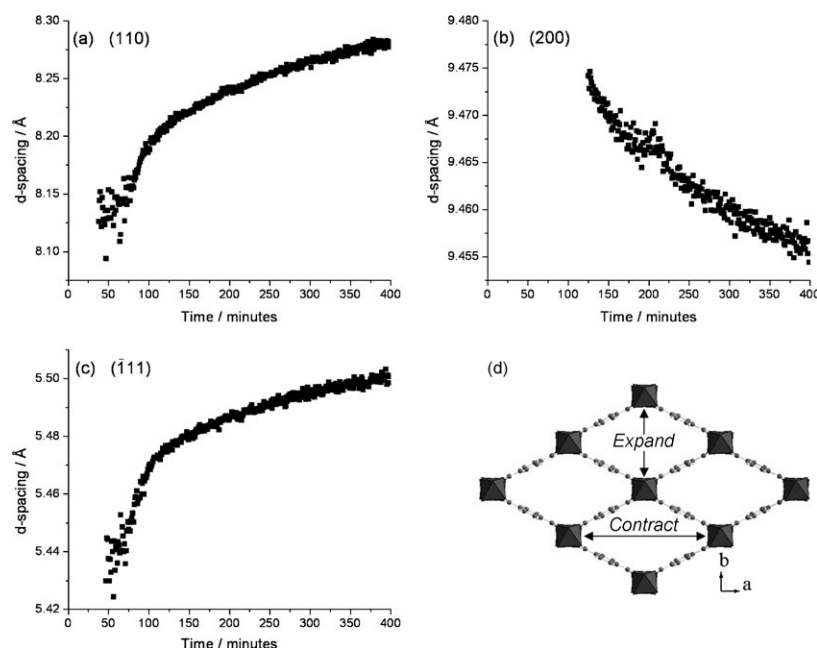 (a) (110)
8.30
8.25
8.20
8.15
8.10
d-spacing / Å
0 50 100 150 200 250 300 350 400
Time / minutes
(b) (200)
9.480
9.475
9.470
9.465
9.460
9.455
d-spacing / Å
0 50 100 150 200 250 300 350 400
Time / minutes
(c) (1̄11)
5.50
5.48
5.46
5.44
5.42
d-spacing / Å
0 50 100 150 200 250 300 350 400
Time / minutes
(d)
Expand
Contract
b
a